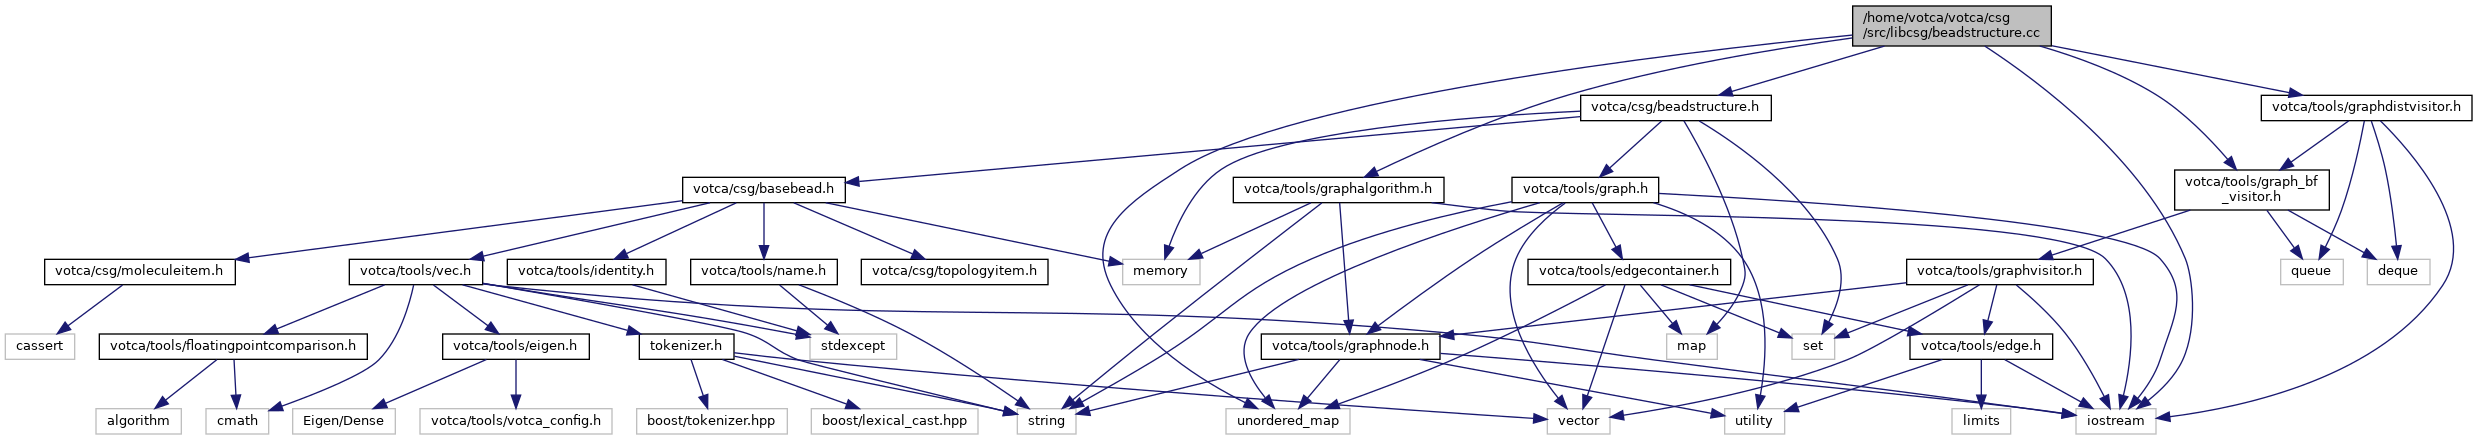 /home/votca/votca/csg
/src/libcsg/beadstructure.cc
votca/csg/beadstructure.h
votca/tools/graphdistvisitor.h
votca/csg/basebead.h
votca/tools/graphalgorithm.h
votca/tools/graph.h
votca/tools/graph_bf
_visitor.h
votca/csg/moleculeitem.h
votca/tools/vec.h
votca/tools/identity.h
votca/tools/name.h
votca/csg/topologyitem.h
memory
votca/tools/edgecontainer.h
votca/tools/graphvisitor.h
queue
deque
cassert
votca/tools/floatingpointcomparison.h
votca/tools/eigen.h
tokenizer.h
stdexcept
votca/tools/graphnode.h
map
set
votca/tools/edge.h
algorithm
cmath
Eigen/Dense
votca/tools/votca_config.h
boost/tokenizer.hpp
boost/lexical_cast.hpp
string
unordered_map
vector
utility
limits
iostream